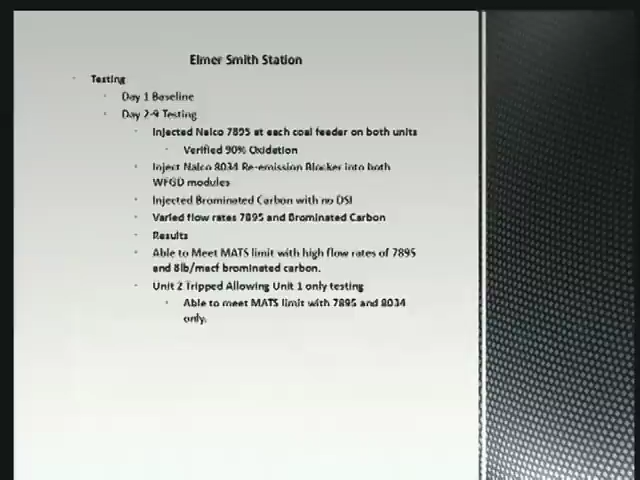 Elmer Smith Station
Testing
Day 1 Baseline
Day 2-9 Testing
Injected Nalco 7895 at each coal feeder on both units
Verified 90% Oxidation
Inject Nalco 8034 Re-emission Blocker into both
WFGD modules
Injected Brominated Carbon with no DSI
Varied flow rates 7895 and Brominated Carbon
Results
Able to Meet MATS limit with high flow rates of 7895
and 8lb/macf brominated carbon.
Unit 2 Tripped Allowing Unit 1 only testing
Able to meet MATS limit with 7895 and 8034
only.